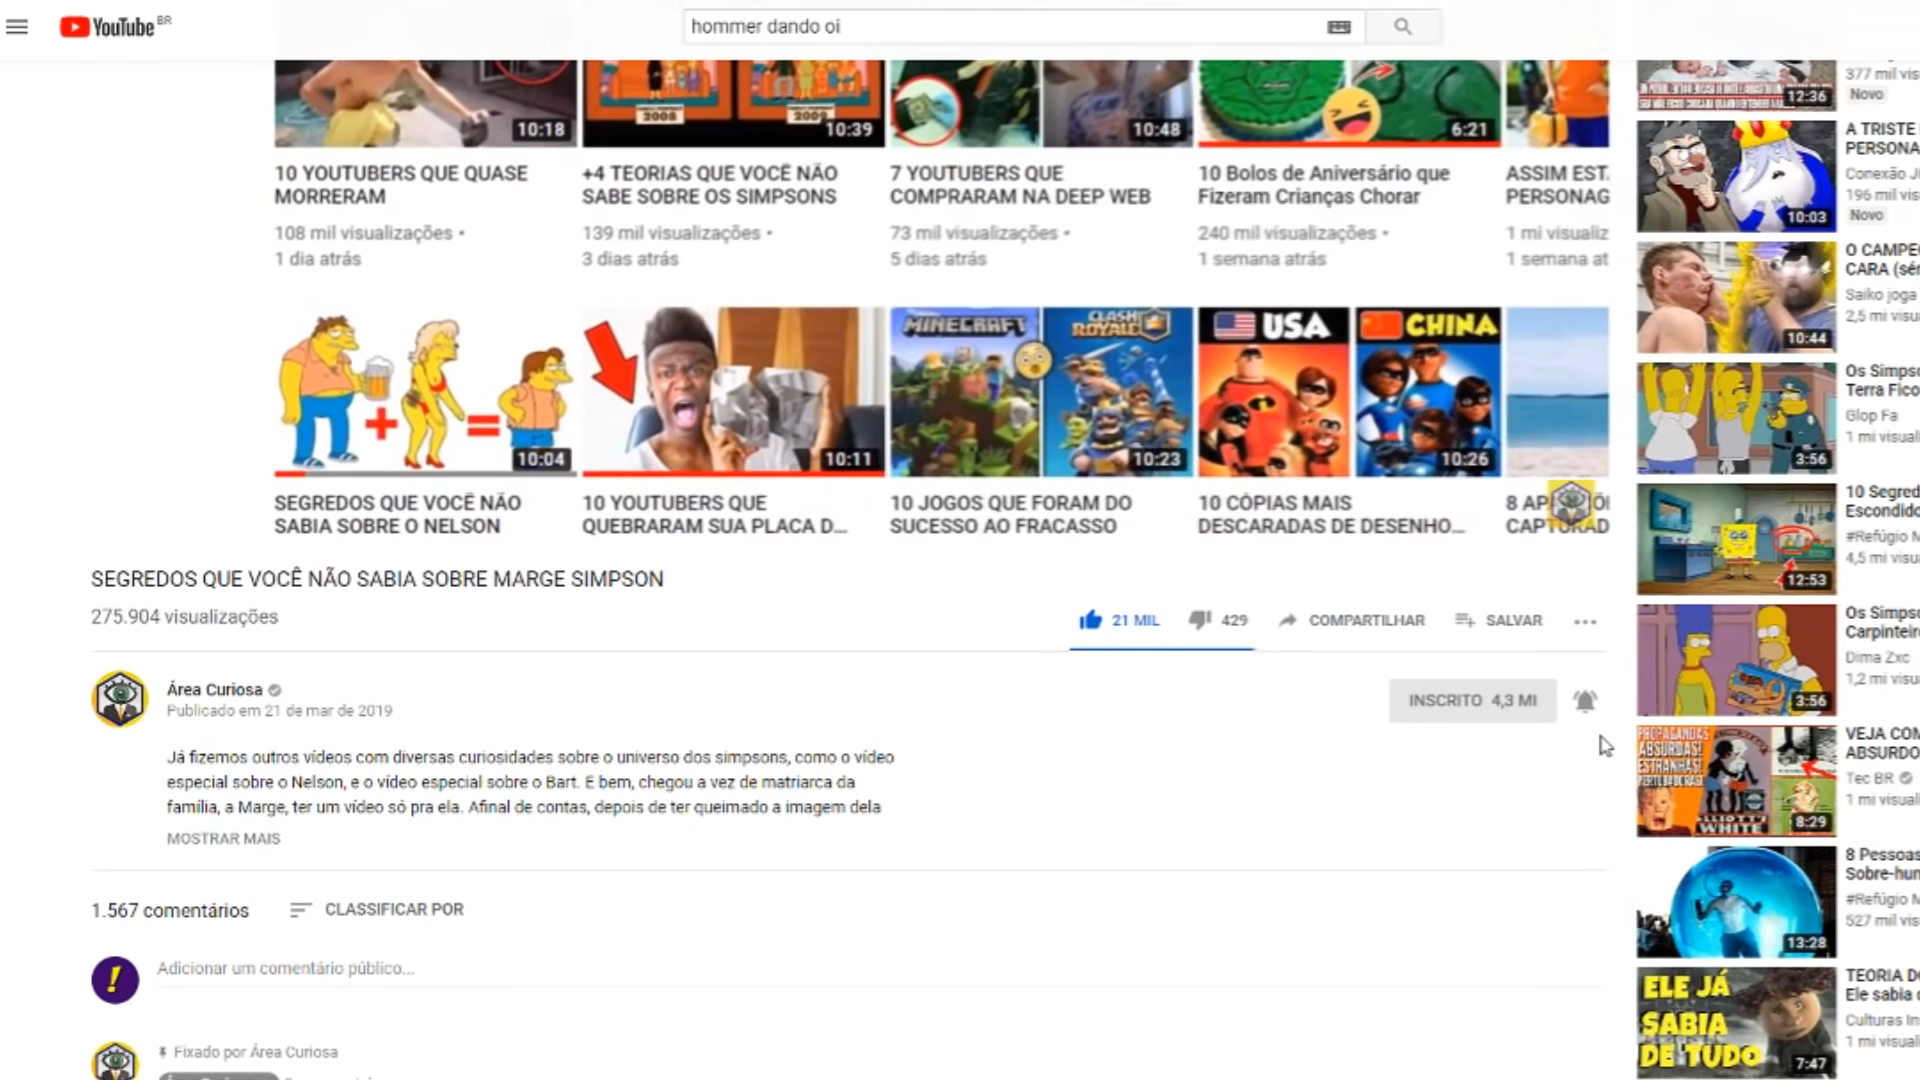 YouTube BR
hommer dando oi
2008
2009
10:18
10:39
10:48
6:21
10 YOUTUBERS QUE QUASE
MORRERAM
108 mil visualizações •
1 dia atrás
+4 TEORIAS QUE VOCÊ NÃO
SABE SOBRE OS SIMPSONS
139 mil visualizações •
3 dias atrás
7 YOUTUBERS QUE
COMPRARAM NA DEEP WEB
73 mil visualizações •
5 dias atrás
10 Bolos de Aniversário que
Fizeram Crianças Chorar
240 mil visualizações •
1 semana atrás
ASSIM EST
PERSONAG
1 mi visualiz
1 semana at
MINECRAFT
CLASH
ROYALE
USA
CHINA
10:04
10:11
10:23
10:26
SEGREDOS QUE VOCÊ NÃO
SABIA SOBRE O NELSON
10 YOUTUBERS QUE
QUEBRARAM SUA PLACA D...
10 JOGOS QUE FORAM DO
SUCESSO AO FRACASSO
10 CÓPIAS MAIS
DESCARADAS DE DESENHO...
8 AP
SEGREDOS QUE VOCÊ NÃO SABIA SOBRE MARGE SIMPSON
275.904 visualizações
21 MIL
429
COMPARTILHAR
SALVAR
Área Curiosa
Publicado em 21 de mar de 2019
INSCRITO 4,3 MI
Já fizemos outros vídeos com diversas curiosidades sobre o universo dos simpsons, como o vídeo
especial sobre o Nelson, e o vídeo especial sobre o Bart. E bem, chegou a vez de matriarca da
família, a Marge, ter um vídeo só pra ela. Afinal de contas, depois de ter queimado a imagem dela
MOSTRAR MAIS
1.567 comentários
CLASSIFICAR POR
!
Adicionar um comentário público...
Fixado por Área Curiosa
12:36
377 mil vis
Novo
10:03
A TRISTE
PERSONA
Conexão J
196 mil vis
Novo
10:44
O CAMPE
CARA (sé
Saiko joga
2,5 mi visu
3:56
Os Simps
Terra Fico
Glop Fa
1 mi visual
12:53
10 Segred
Escondido
#Refúgio M
4,5 mi visu
3:56
Os Simps
Carpinteir
Dima Zxc
1,2 mi visu
PROPAGANDAS
ABSURDAS!
ESTRANHAS!
ELLIOTT'S
WHITE
8:29
VEJA COM
ABSURDO
Tec BR
1 mi visual
13:28
8 Pessoas
Sobre-hum
#Refúgio M
527 mil vis
ELE JÁ
SABIA
DE TUDO
7:47
TEORIA D
Ele sabia
Culturas In
1 mi visual